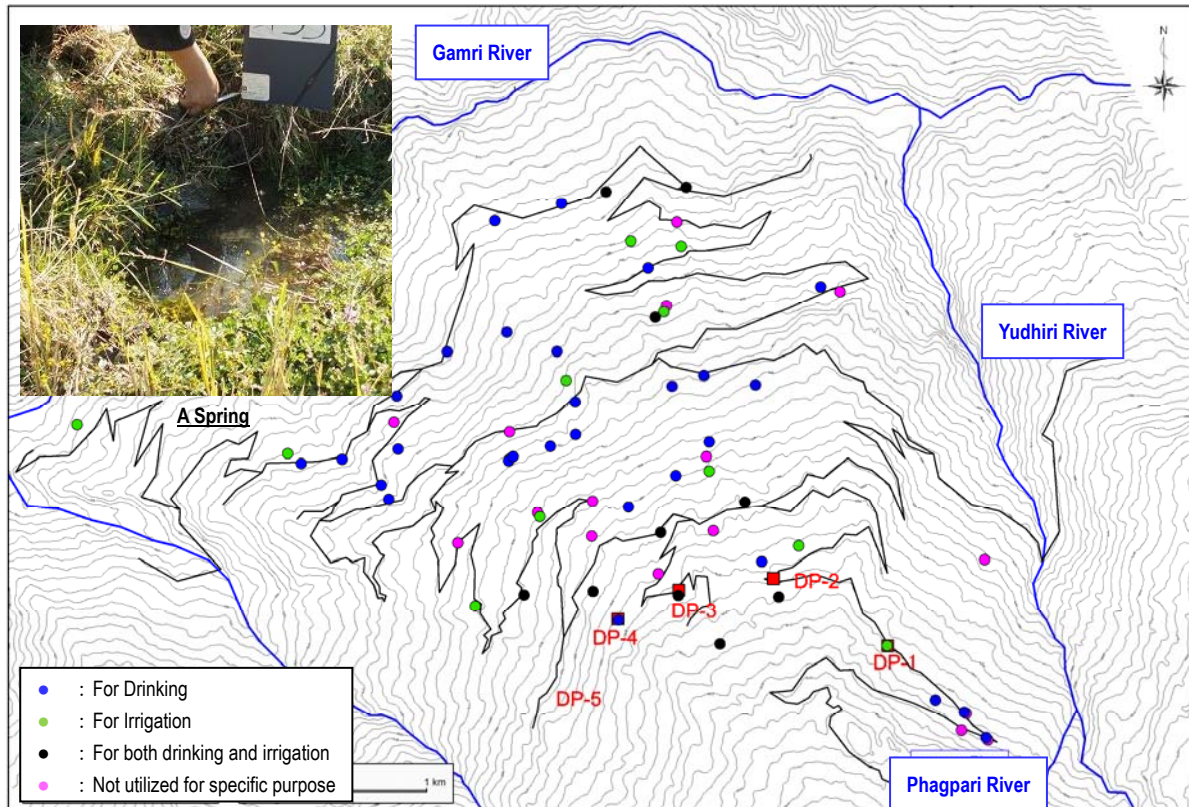 Gamri River
N
Yudhiri River
A Spring
DP-2
DP-3
DP-4
DP-1
DP-5
: For Drinking
: For Irrigation
: For both drinking and irrigation
: Not utilized for specific purpose
1 km
Phagpari River